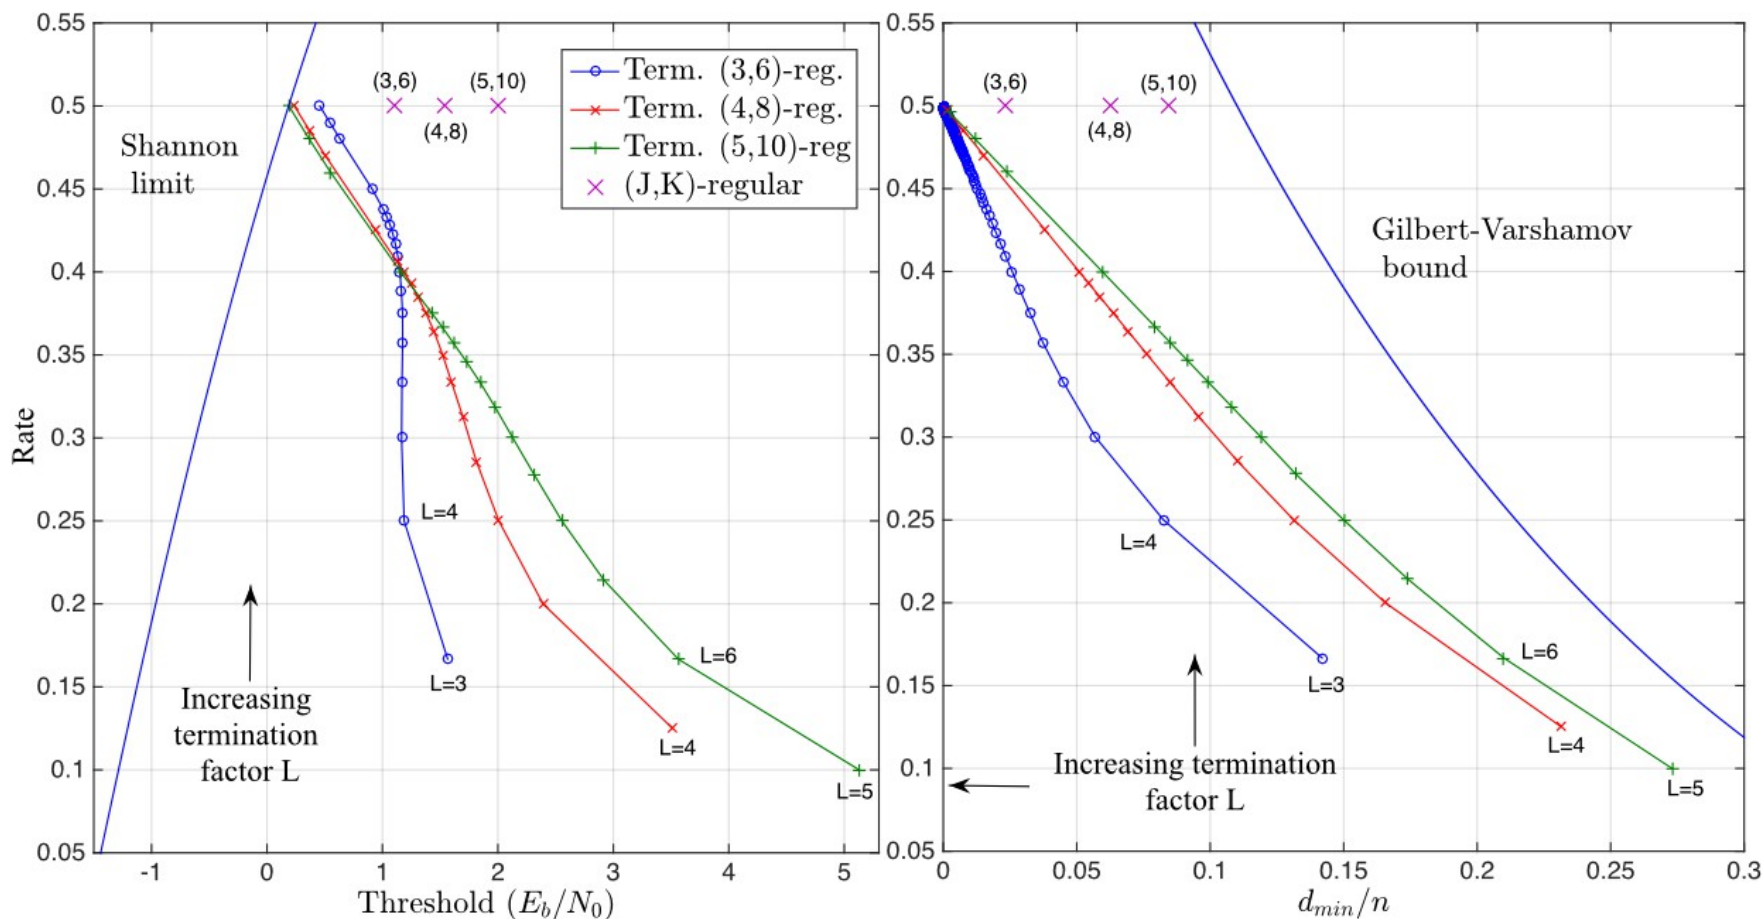 0.55
0.5
0.45
0.4
0.35
0.3
0.25
0.2
0.15
0.1
0.05
Rate
-1
0
1
2
3
4
5
Threshold (E_b/N_0)
Shannon
limit
(3,6)
(4,8)
(5,10)
Term. (3,6)-reg.
Term. (4,8)-reg.
Term. (5,10)-reg
(J,K)-regular
L=4
L=3
L=6
L=4
L=5
Increasing
termination
factor L
0.55
0.5
0.45
0.4
0.35
0.3
0.25
0.2
0.15
0.1
0.05
0
0.05
0.1
0.15
0.2
0.25
0.3
d_{min}/n
(3,6)
(4,8)
(5,10)
Gilbert-Varshamov
bound
L=4
L=3
L=6
L=4
L=5
Increasing termination
factor L